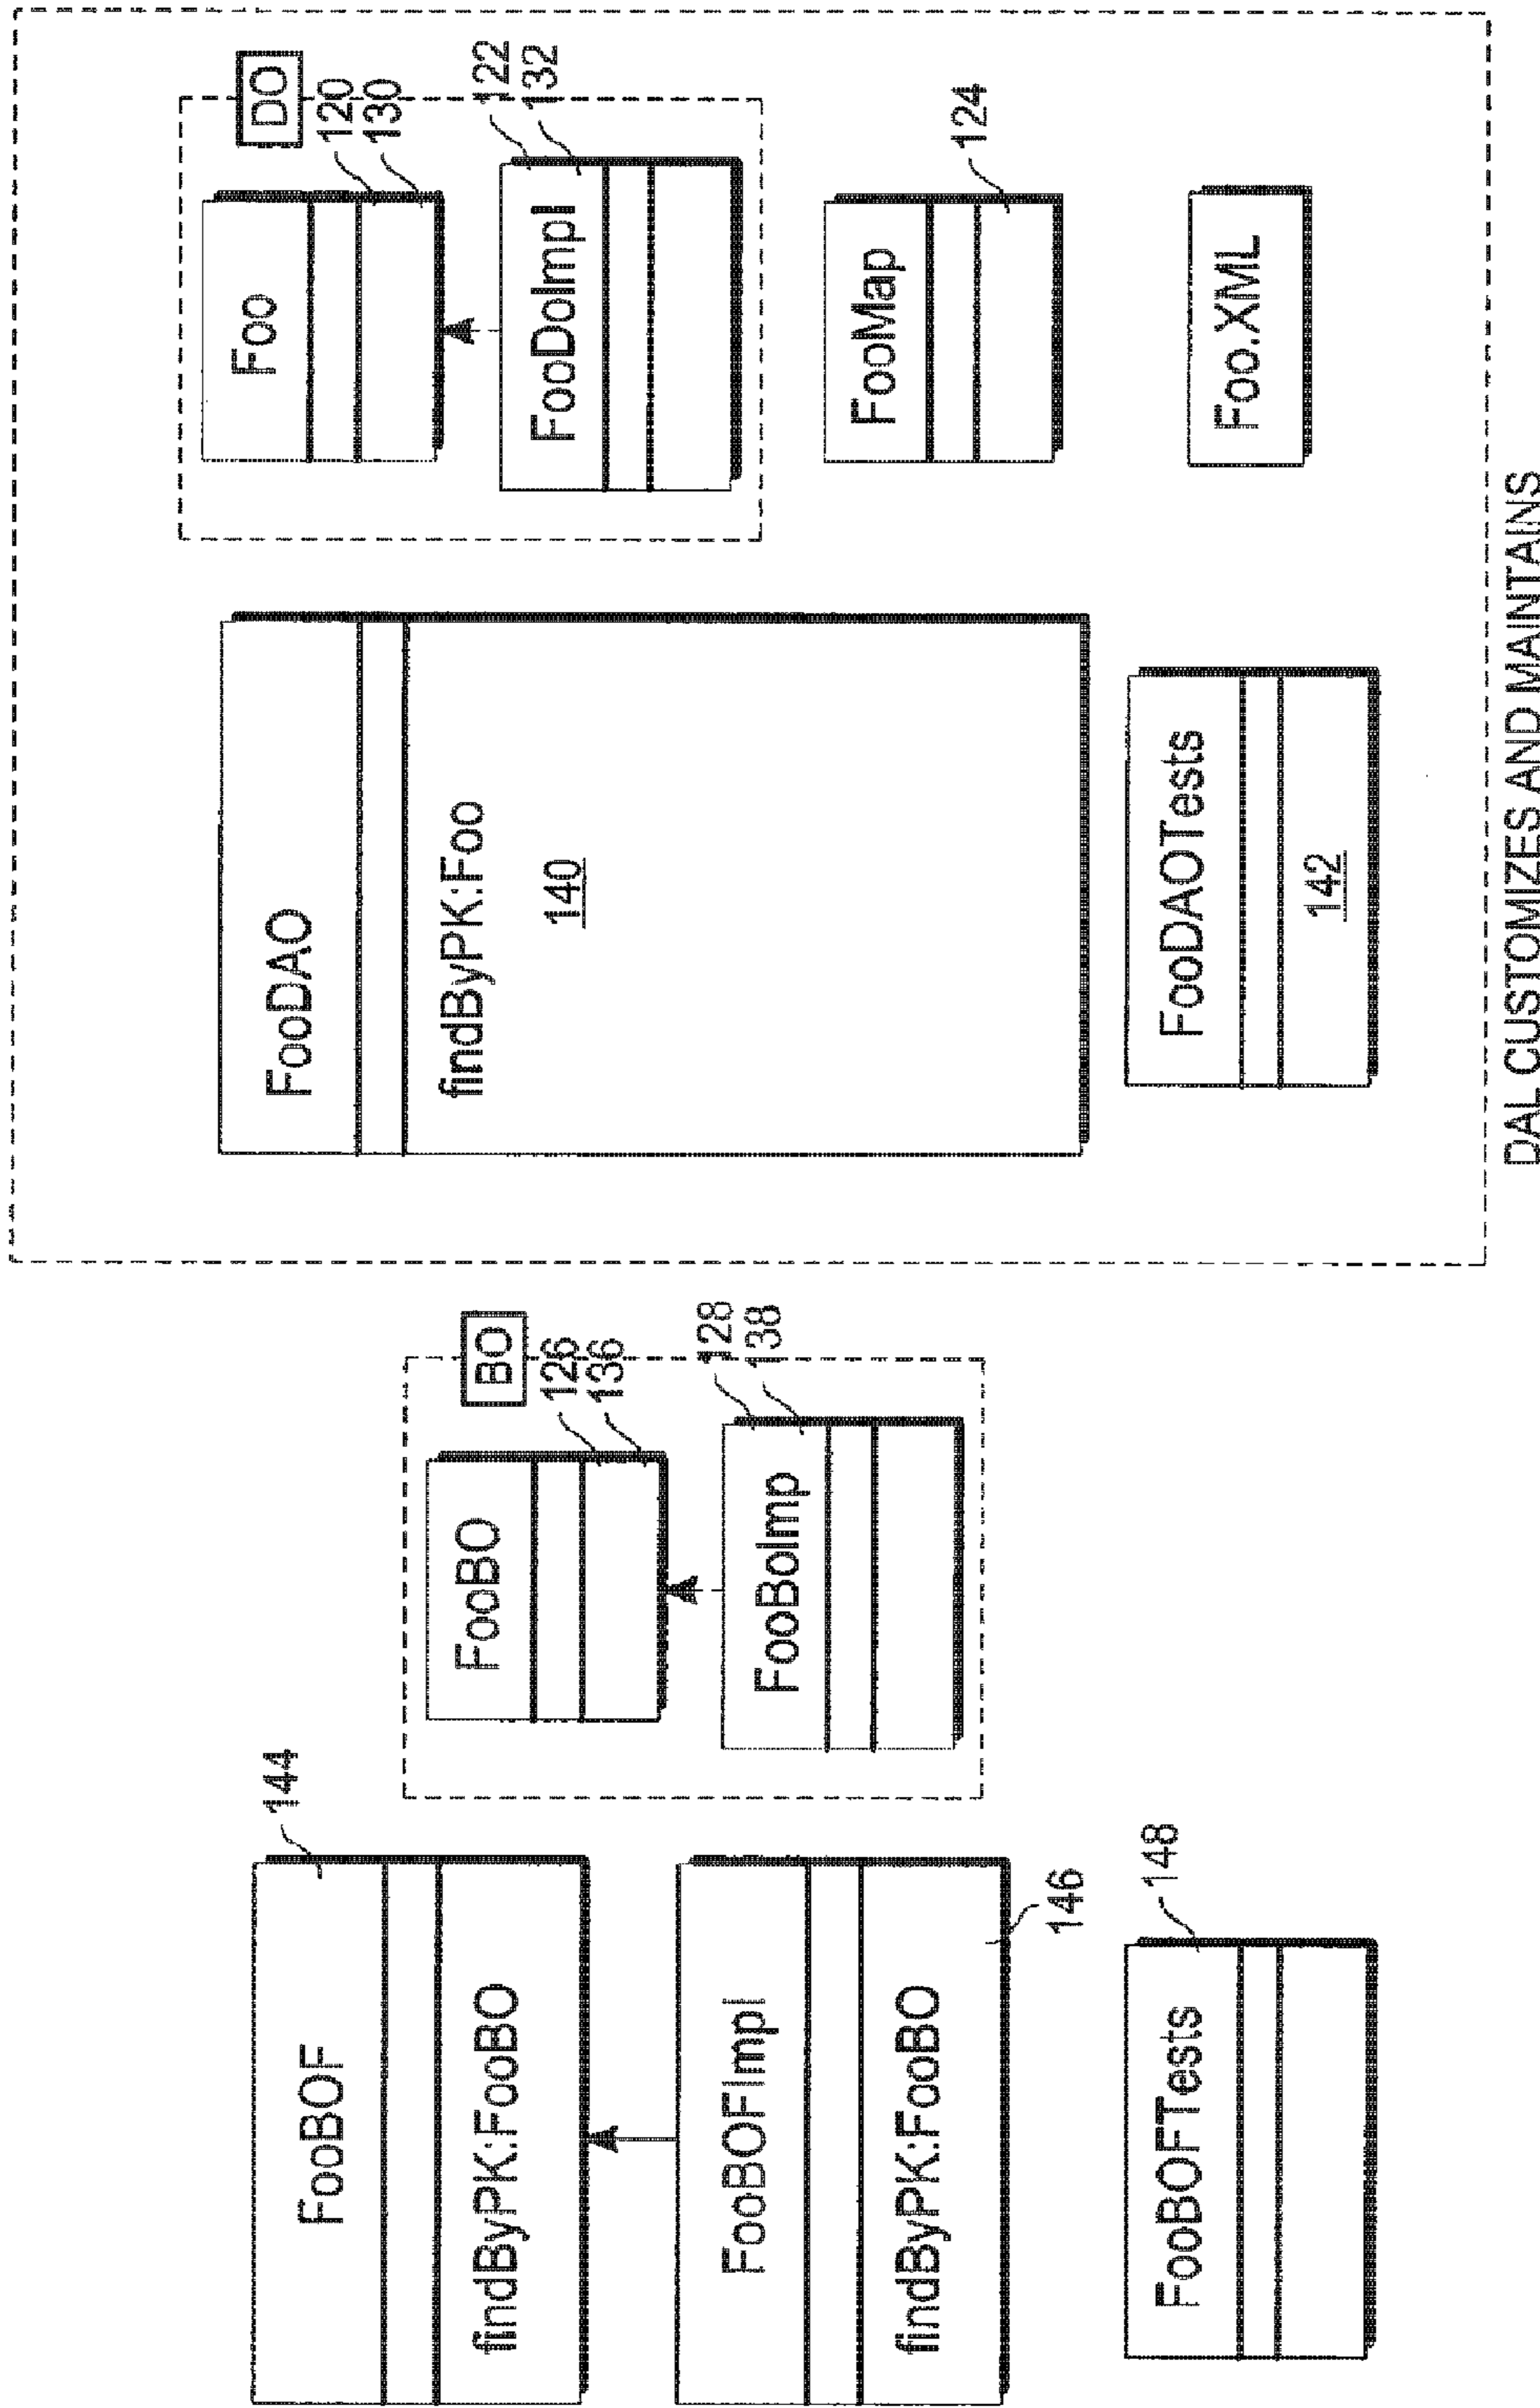 FooBOF
144
findByPK:FooBO
FooBOFImpl
findByPK:FooBO
146
FooBOFTests
148
BO
FooBO
126
136
FooBoImp
128
138
FooDAO
findByPK:Foo
140
FooDAOTests
142
DO
Foo
120
130
FooDoImpl
122
132
FooMap
124
Foo.XML
DAL CUSTOMIZES AND MAINTAINS